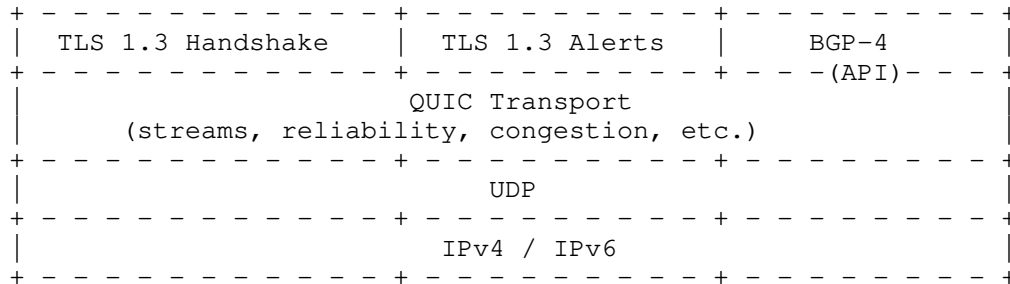 TLS 1.3 Handshake | TLS 1.3 Alerts | BGP-4
(API)
QUIC Transport
(streams, reliability, congestion, etc.)
UDP
IPv4 / IPv6